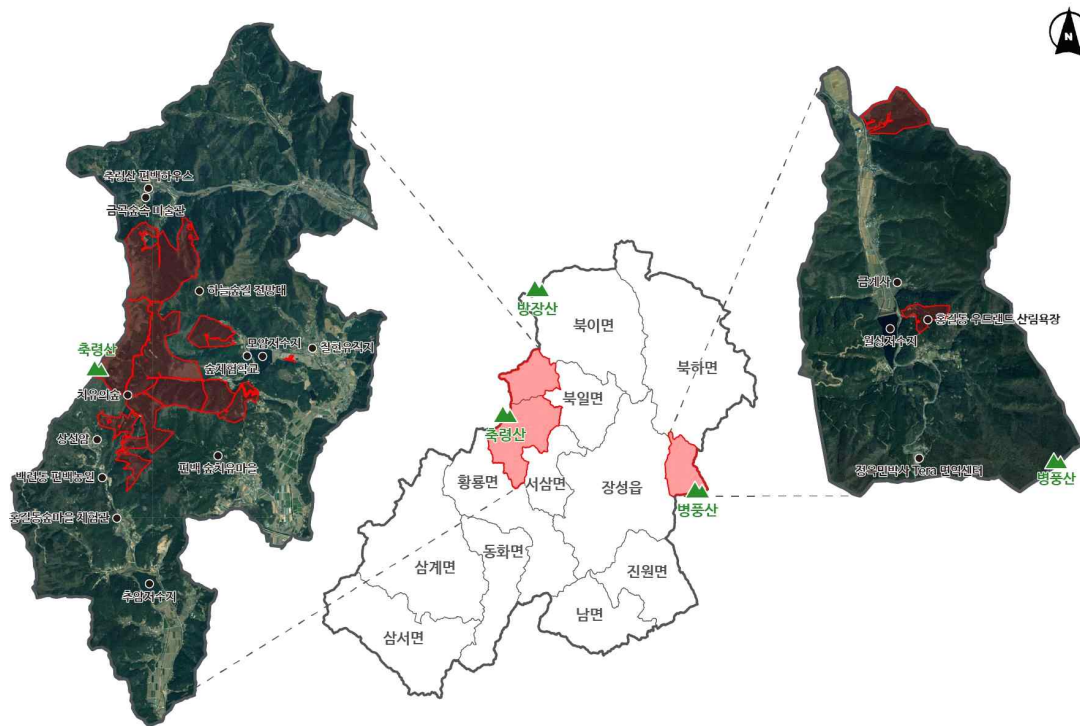 N
축령산 편백하우스
금곡숲속 미술관
하늘숲길 전망대
모암저수지
칠현유적지
숲체험학교
축령산
치유의숲
상선암
편백 숲치유마을
백련동 편백농원
홍길동숲마을 체험관
추암저수지
방장산
북이면
북하면
북일면
축령산
황룡면
서삼면
장성읍
병풍산
동화면
삼계면
진원면
남면
삼서면
금계사
홍길동 우드랜드 산림욕장
월성저수지
정옥민박사 Tera 면역센터
병풍산